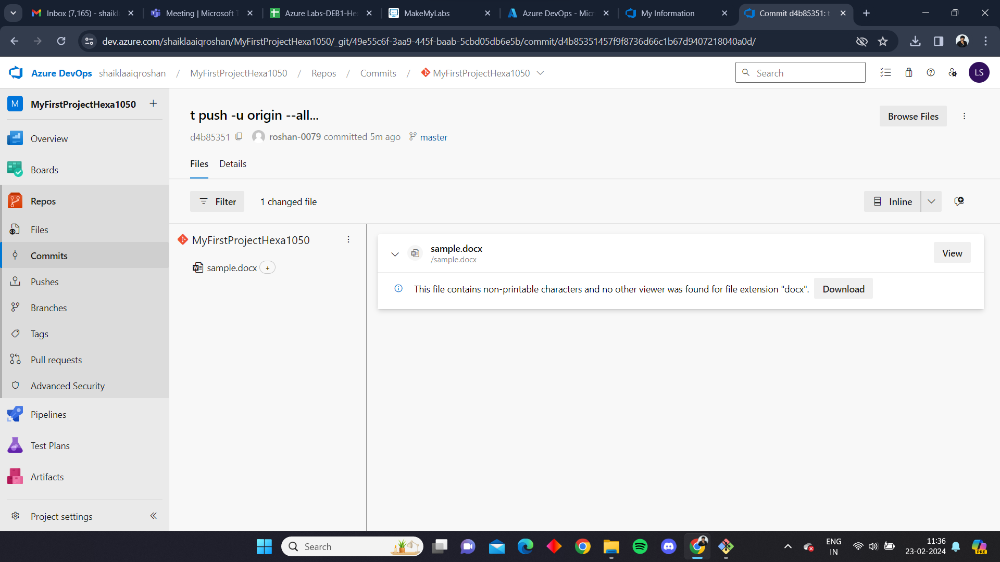 Inbox (7,165) - shaikl
Meeting | Microsoft T
Azure Labs-DEB1-He
MakeMyLabs
Azure DevOps - Micr
My Information
Commit d4b85351: t
dev.azure.com/shaiklaaiqroshan/MyFirstProjectHexa1050/_git/49e55c6f-3aa9-445f-baab-5cbd05db6e5b/commit/d4b85351457f9f8736d66c1b67d9407218040a0d/
Azure DevOps shaiklaaiqroshan / MyFirstProjectHexa1050 / Repos / Commits / MyFirstProjectHexa1050
Search
LS
M MyFirstProjectHexa1050 +
Overview
Boards
Repos
Files
Commits
Pushes
Branches
Tags
Pull requests
Advanced Security
Pipelines
Test Plans
Artifacts
Project settings
t push -u origin --all...
Browse Files
d4b85351 roshan-0079 committed 5m ago master
Files Details
Filter 1 changed file
Inline
MyFirstProjectHexa1050
sample.docx +
sample.docx
/sample.docx
View
This file contains non-printable characters and no other viewer was found for file extension "docx". Download
Search
ENG
IN
11:36
23-02-2024
PRE